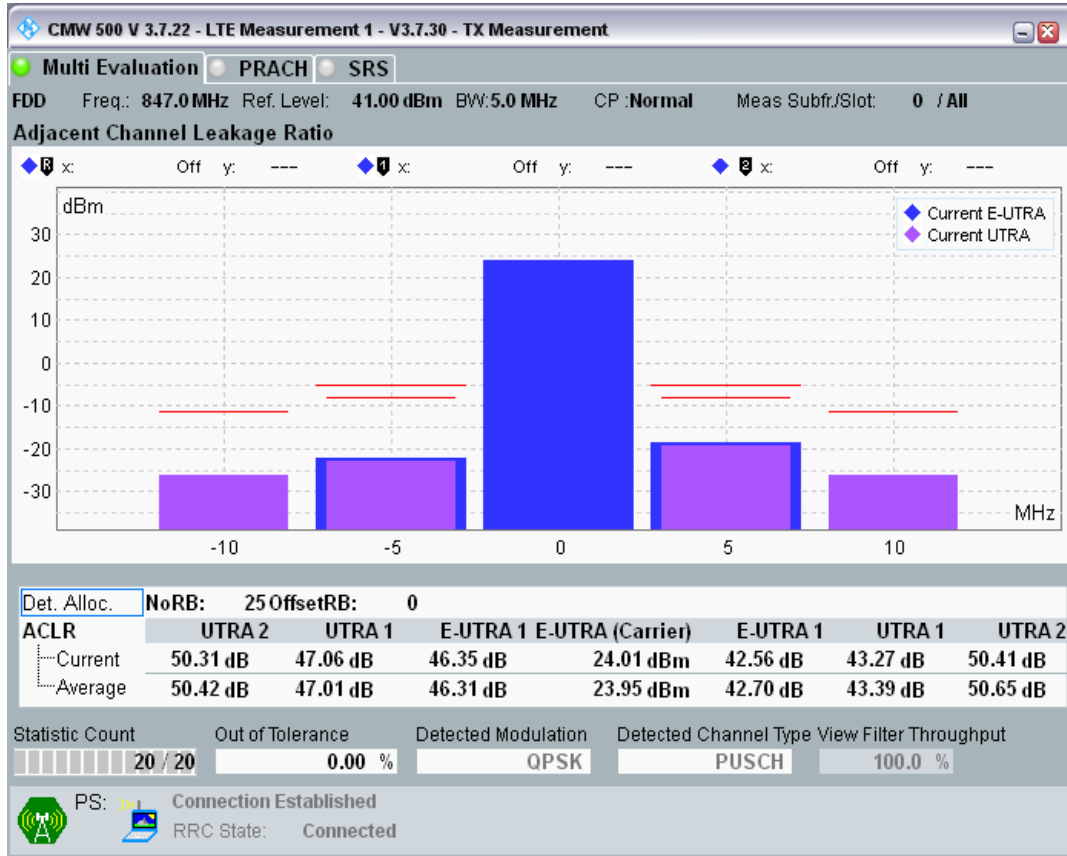 CMW 500 V 3.7.22 - LTE Measurement 1 - V3.7.30 - TX Measurement
Multi Evaluation PRACH SRS
FDD Freq.: 847.0 MHz Ref. Level: 41.00 dBm BW:5.0 MHz CP :Normal Meas Subfr./Slot: 0 / All
Adjacent Channel Leakage Ratio
R x: Off y: --- 1 x: Off y: --- 2 x: Off y: ---
dBm
Current E-UTRA
Current UTRA
30
20
10
0
-10
-20
-30
MHz
-10 -5 0 5 10
Det. Alloc. NoRB: 25 OffsetRB: 0
ACLR UTRA 2 UTRA 1 E-UTRA 1 E-UTRA (Carrier) E-UTRA 1 UTRA 1 UTRA 2
Current 50.31 dB 47.06 dB 46.35 dB 24.01 dBm 42.56 dB 43.27 dB 50.41 dB
Average 50.42 dB 47.01 dB 46.31 dB 23.95 dBm 42.70 dB 43.39 dB 50.65 dB
Statistic Count Out of Tolerance Detected Modulation Detected Channel Type View Filter Throughput
20 / 20 0.00 % QPSK PUSCH 100.0 %
PS: Connection Established
RRC State: Connected